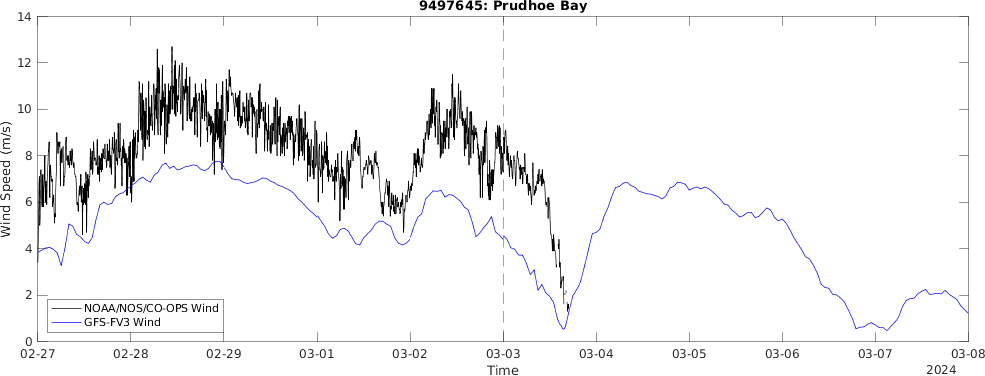 9497645: Prudhoe Bay
Wind Speed (m/s)
14
12
10
8
6
4
2
0
NOAA/NOS/CO-OPS Wind
GFS-FV3 Wind
02-27 02-28 02-29 03-01 03-02 03-03 03-04 03-05 03-06 03-07 03-08
Time
2024